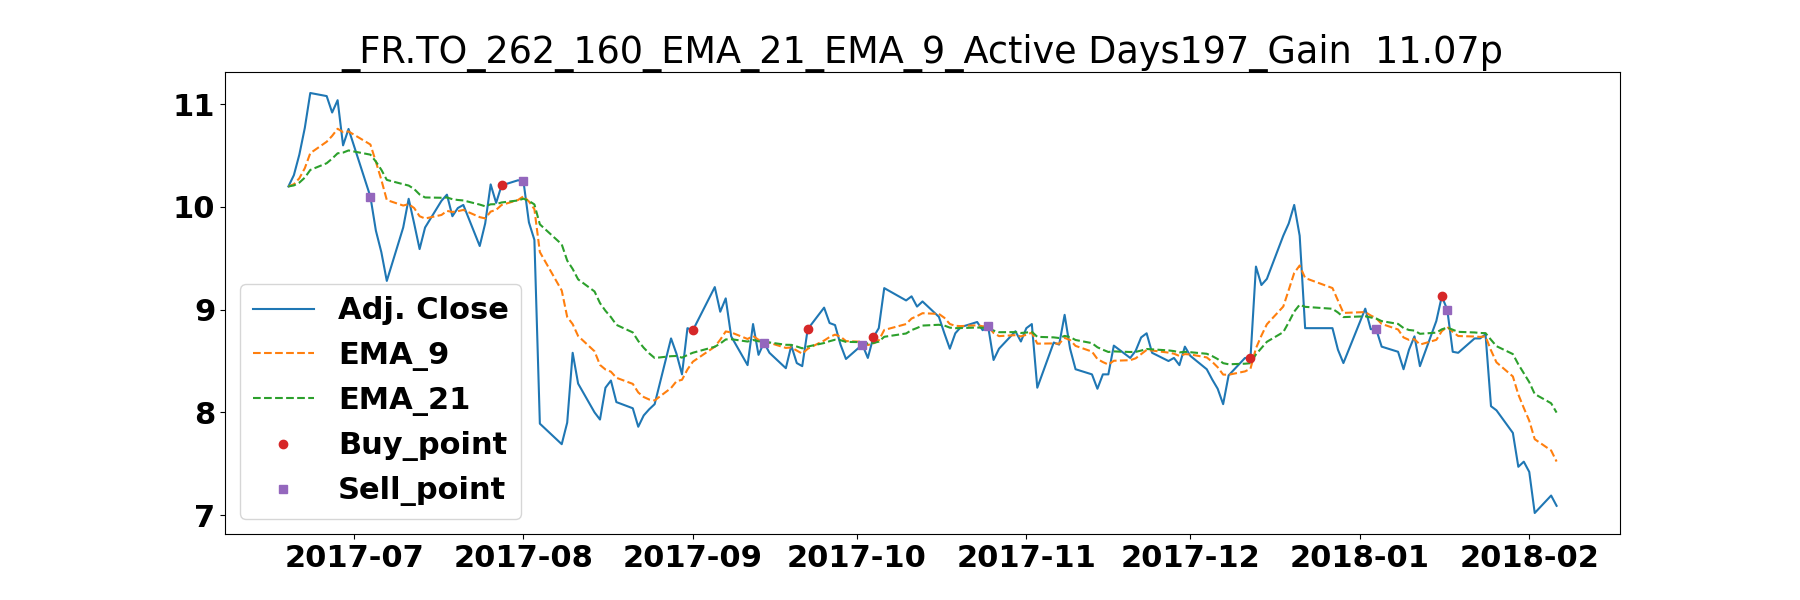 _FR.TO_262_160_EMA_21_EMA_9_Active Days197_Gain  11.07p
11
10
9
8
7
Adj. Close
EMA_9
EMA_21
Buy_point
Sell_point
2017-07 2017-08 2017-09 2017-10 2017-11 2017-12 2018-01 2018-02